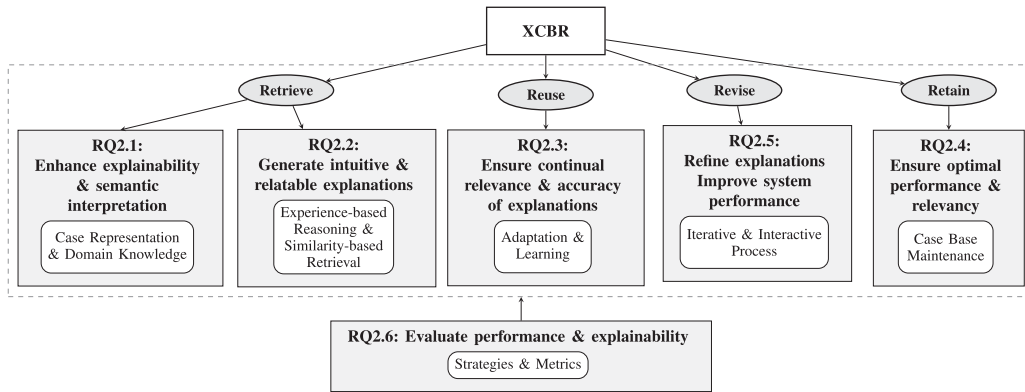 XCBR
Retrieve
Reuse
Revise
Retain
RQ2.1:
Enhance explainability
& semantic
interpretation
Case Representation
& Domain Knowledge
RQ2.2:
Generate intuitive &
relatable explanations
Experience-based
Reasoning &
Similarity-based
Retrieval
RQ2.3:
Ensure continual
relevance & accuracy
of explanations
Adaptation &
Learning
RQ2.5:
Refine explanations
Improve system
performance
Iterative & Interactive
Process
RQ2.4:
Ensure optimal
performance &
relevancy
Case Base
Maintenance
RQ2.6: Evaluate performance & explainability
Strategies & Metrics